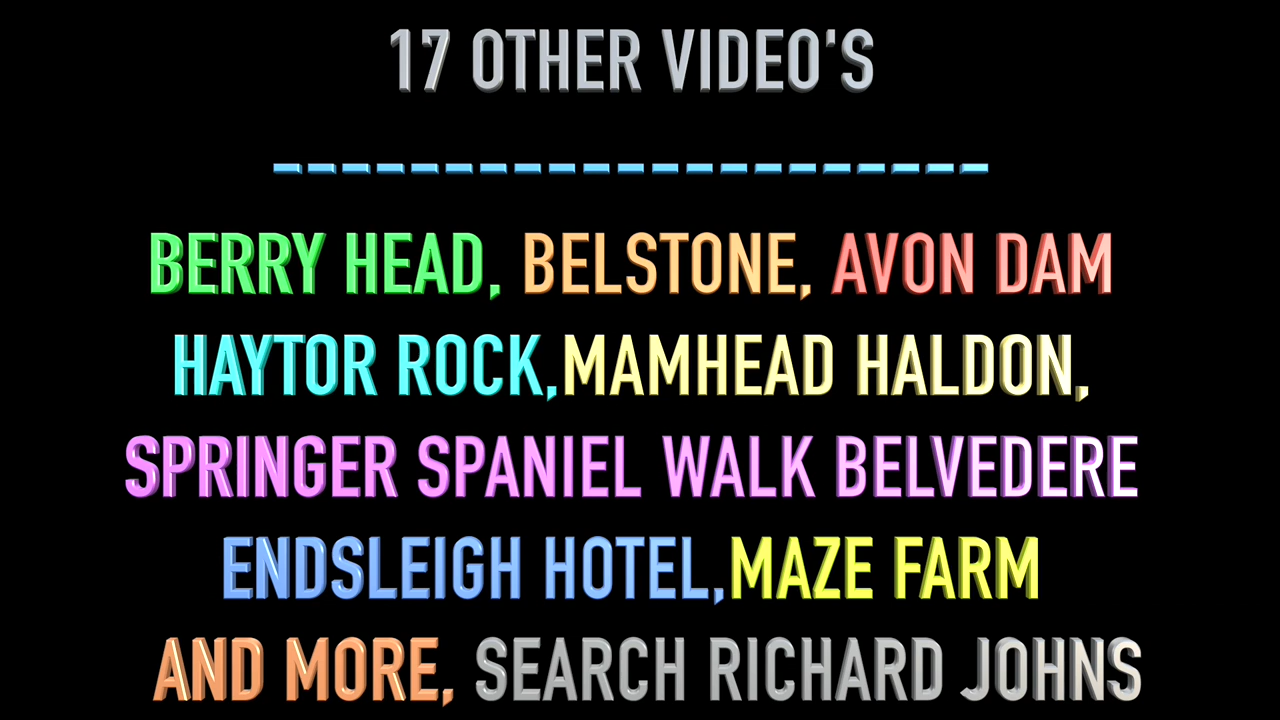 17 OTHER VIDEO'S
---------------------
BERRY HEAD, BELSTONE, AVON DAM
HAYTOR ROCK,MAMHEAD HALDON,
SPRINGER SPANIEL WALK BELVEDERE
ENDSLEIGH HOTEL,MAZE FARM
AND MORE, SEARCH RICHARD JOHNS